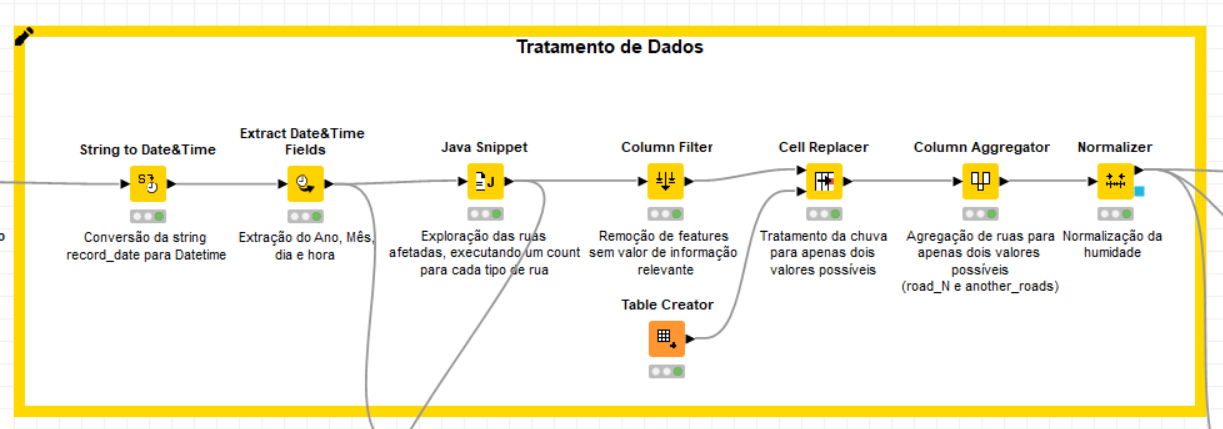 Tratamento de Dados
String to Date&Time
S
Conversão da string
record_date para Datetime
Extract Date&Time
Fields
Extração do Ano, Mês,
dia e hora
Java Snippet
J
Exploração das ruas
afetadas, executando um count
para cada tipo de rua
Column Filter
Remoção de features
sem valor de informação
relevante
Table Creator
Cell Replacer
Tratamento da chuva
para apenas dois
valores possíveis
Column Aggregator
Agregação de ruas para
apenas dois valores
possíveis
(road_N e another_roads)
Normalizer
Normalização da
humidade
o